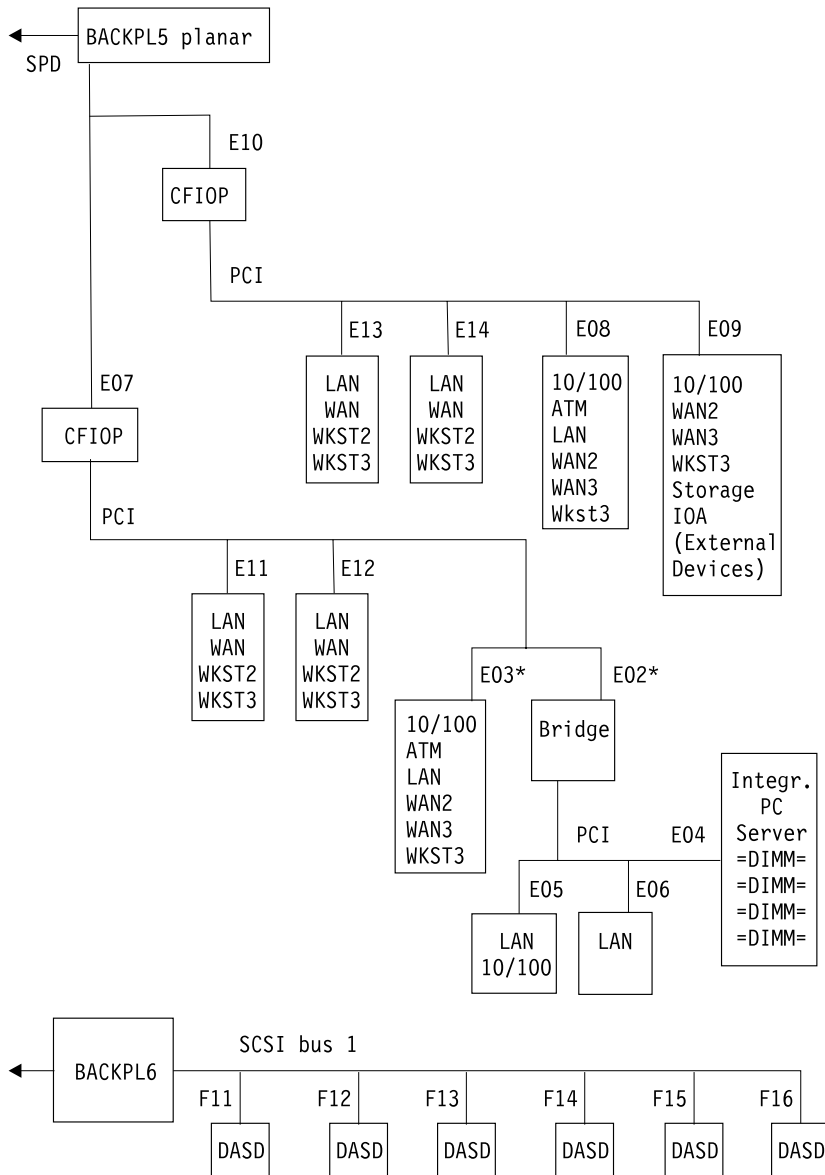 BACKPL5 planar
SPD
E10
CFIOP
PCI
E13
E14
E08
E09
LAN
WAN
WKST2
WKST3
LAN
WAN
WKST2
WKST3
10/100
ATM
LAN
WAN2
WAN3
Wkst3
10/100
WAN2
WAN3
WKST3
Storage
IOA
(External
Devices)
E07
CFIOP
PCI
E11
E12
LAN
WAN
WKST2
WKST3
LAN
WAN
WKST2
WKST3
E03*
E02*
10/100
ATM
LAN
WAN2
WAN3
WKST3
Bridge
PCI
E04
Integr.
PC
Server
=DIMM=
=DIMM=
=DIMM=
=DIMM=
E05
E06
LAN
10/100
LAN
BACKPL6
SCSI bus 1
F11
F12
F13
F14
F15
F16
DASD
DASD
DASD
DASD
DASD
DASD